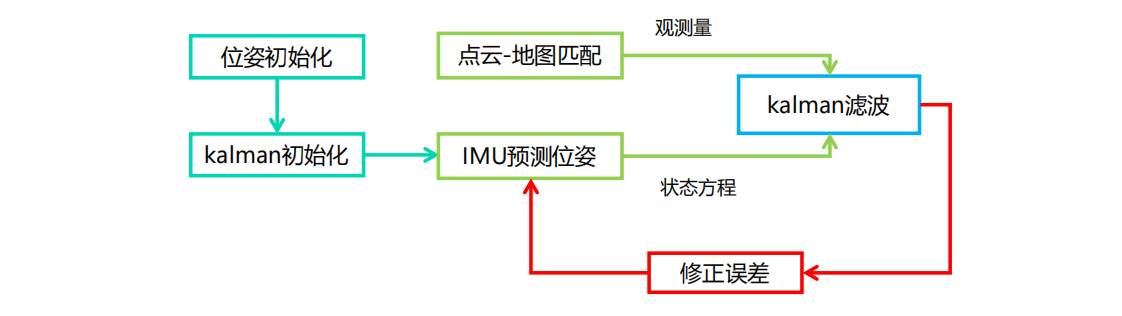 位姿初始化
点云-地图匹配
观测量
kalman滤波
kalman初始化
IMU预测位姿
状态方程
修正误差